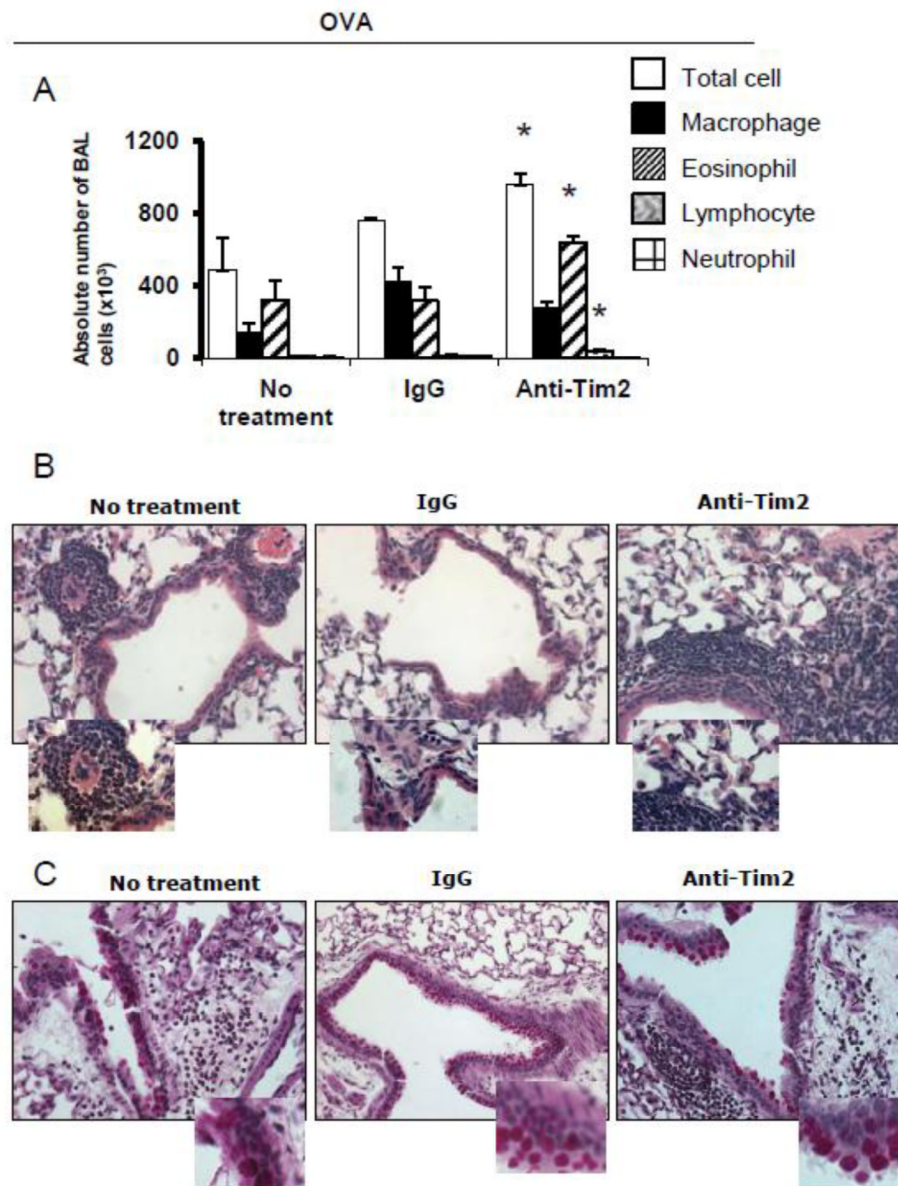 OVA
A
Total cell
Macrophage
Eosinophil
Lymphocyte
Neutrophil
Absolute number of BAL
cells (x10³)
1200
800
400
0
*
*
*
No
treatment
IgG
Anti-Tim2
B
No treatment
IgG
Anti-Tim2
C
No treatment
IgG
Anti-Tim2